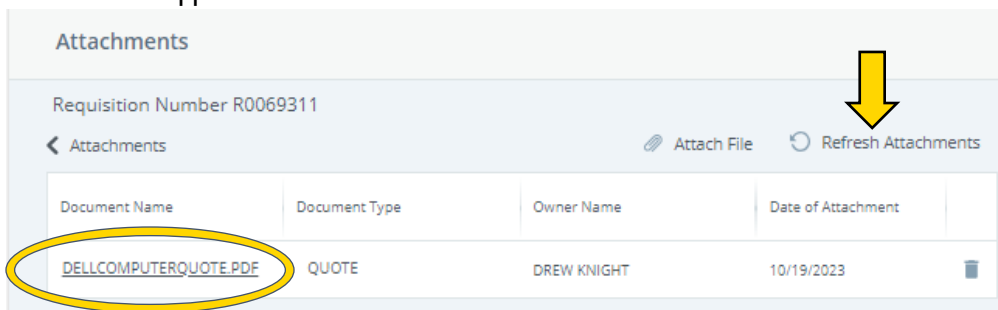 Attachments
Requisition Number R0069311
Attachments Attach File Refresh Attachments
Document Name Document Type Owner Name Date of Attachment
DELLCOMPUTERQUOTE.PDF QUOTE DREW KNIGHT 10/19/2023